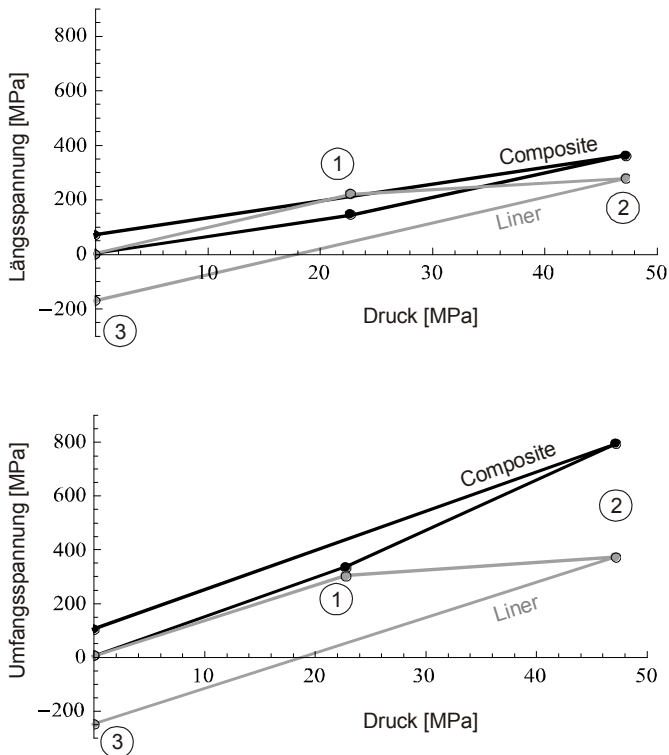 800
600
400
200
0
−200
Längsspannung [MPa]
1
Composite
Liner
2
10 20 30 40 50
Druck [MPa]
3
800
600
400
200
0
−200
Umfangsspannung [MPa]
Composite
2
1
Liner
10 20 30 40 50
Druck [MPa]
3